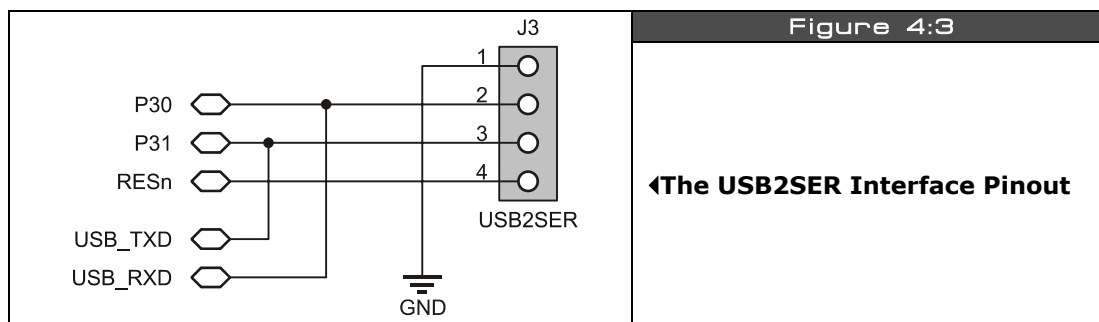 Figure 4:3
J3
1
P30
2
P31
3
RESn
4
USB2SER
USB_TXD
USB_RXD
GND
The USB2SER Interface Pinout